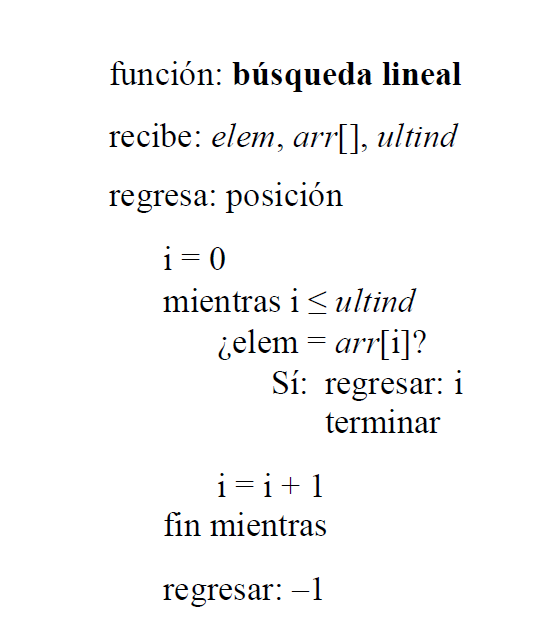 función: búsqueda lineal
recibe: elem, arr[], ultind
regresa: posición
i = 0
mientras i ≤ ultind
¿elem = arr[i]?
Sí: regresar: i
terminar
i = i + 1
fin mientras
regresar: –1